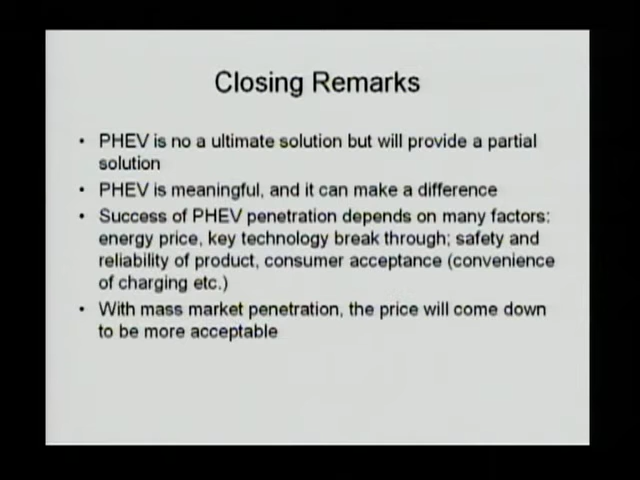 Closing Remarks
• PHEV is no a ultimate solution but will provide a partial
solution
• PHEV is meaningful, and it can make a difference
• Success of PHEV penetration depends on many factors:
energy price, key technology break through; safety and
reliability of product, consumer acceptance (convenience
of charging etc.)
• With mass market penetration, the price will come down
to be more acceptable